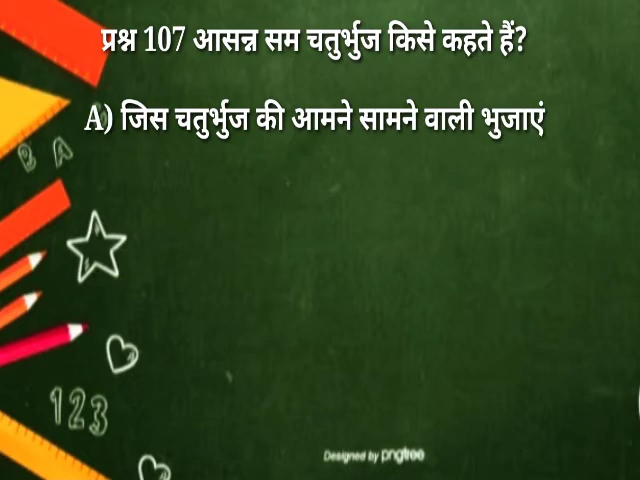 प्रश्न 107 आसन्न सम चतुर्भुज किसे कहते हैं?
A) जिस चतुर्भुज की आमने सामने वाली भुजाएं
B A
123
Designed by pngtree